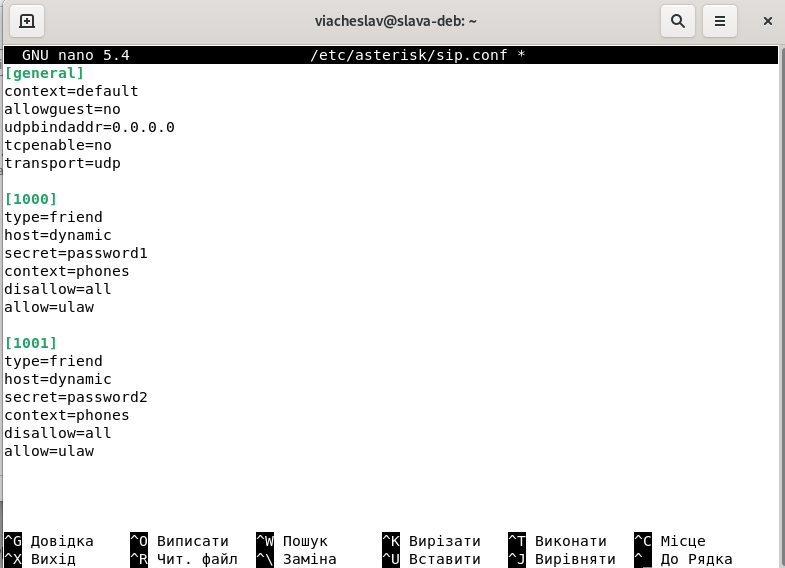 viacheslav@slava-deb: ~
GNU nano 5.4 /etc/asterisk/sip.conf *
[general]
context=default
allowguest=no
udpbindaddr=0.0.0.0
tcpenable=no
transport=udp
[1000]
type=friend
host=dynamic
secret=password1
context=phones
disallow=all
allow=ulaw
[1001]
type=friend
host=dynamic
secret=password2
context=phones
disallow=all
allow=ulaw
^G Довідка ^O Виписати ^W Пошук ^K Вирізати ^T Виконати ^C Місце
^X Вихід ^R Чит. файл ^\ Заміна ^U Вставити ^J Вирівняти ^_ До Рядка